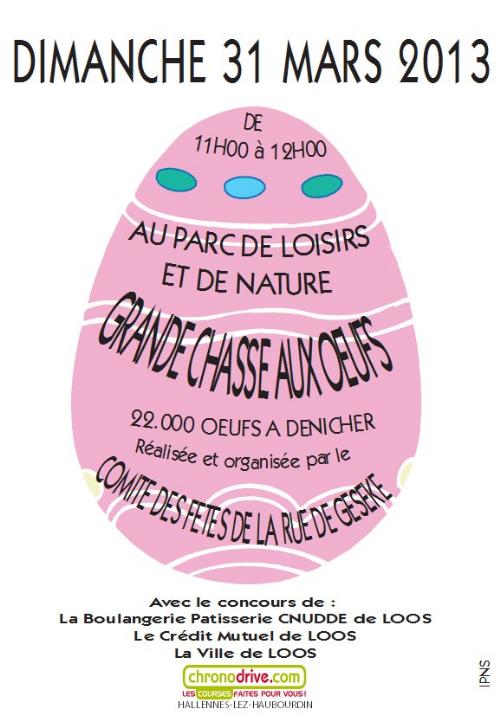 DIMANCHE 31 MARS 2013
DE
11H00 à 12H00
AU PARC DE LOISIRS
ET DE NATURE
GRANDE CHASSE AUX OEUFS
22.000 OEUFS A DENICHER
Réalisée et organisée par le
COMITE DES FETES DE LA RUE DE GESEKE
Avec le concours de :
La Boulangerie Patisserie CNUDDE de LOOS
Le Crédit Mutuel de LOOS
La Ville de LOOS
chronodrive.com
LES COURSES FAITES POUR VOUS!
HALLENNES-LEZ-HAUBOURDIN
IPNS